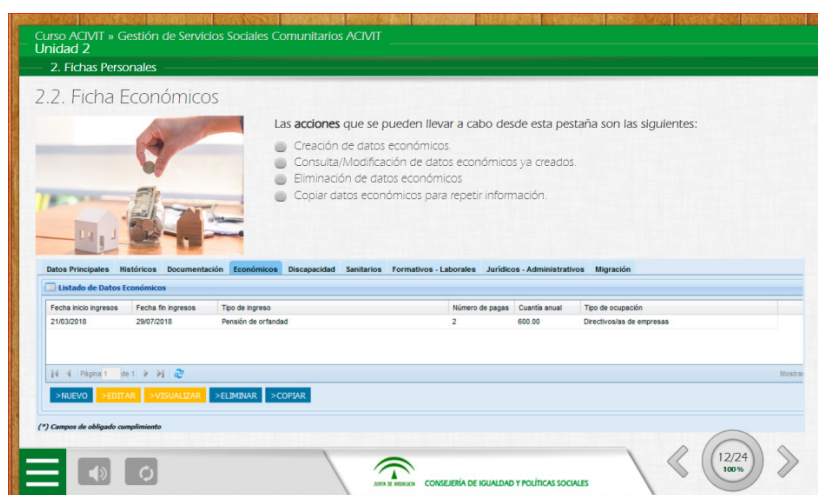 Curso ACIVIT » Gestión de Servicios Sociales Comunitarios ACIVIT
Unidad 2
2. Fichas Personales
2.2. Ficha Económicos
Las acciones que se pueden llevar a cabo desde esta pestaña son las siguientes:
Creación de datos económicos.
Consulta/Modificación de datos económicos ya creados.
Eliminación de datos económicos
Copiar datos económicos para repetir información.
Datos Principales Históricos Documentación Económicos Discapacidad Sanitarios Formativos - Laborales Jurídicos - Administrativos Migración
Listado de Datos Económicos
Fecha inicio ingresos Fecha fin ingresos Tipo de ingreso Número de pagas Cuantía anual Tipo de ocupación
21/03/2018 29/07/2018 Pensión de orfandad 2 600.00 Directivos/as de empresas
Página 1 de 1 Mostra
>NUEVO >EDITAR >VISUALIZAR >ELIMINAR >COPIAR
(*) Campos de obligado cumplimiento
12/24
100 %
JUNTA DE ANDALUCIA CONSEJERÍA DE IGUALDAD Y POLÍTICAS SOCIALES